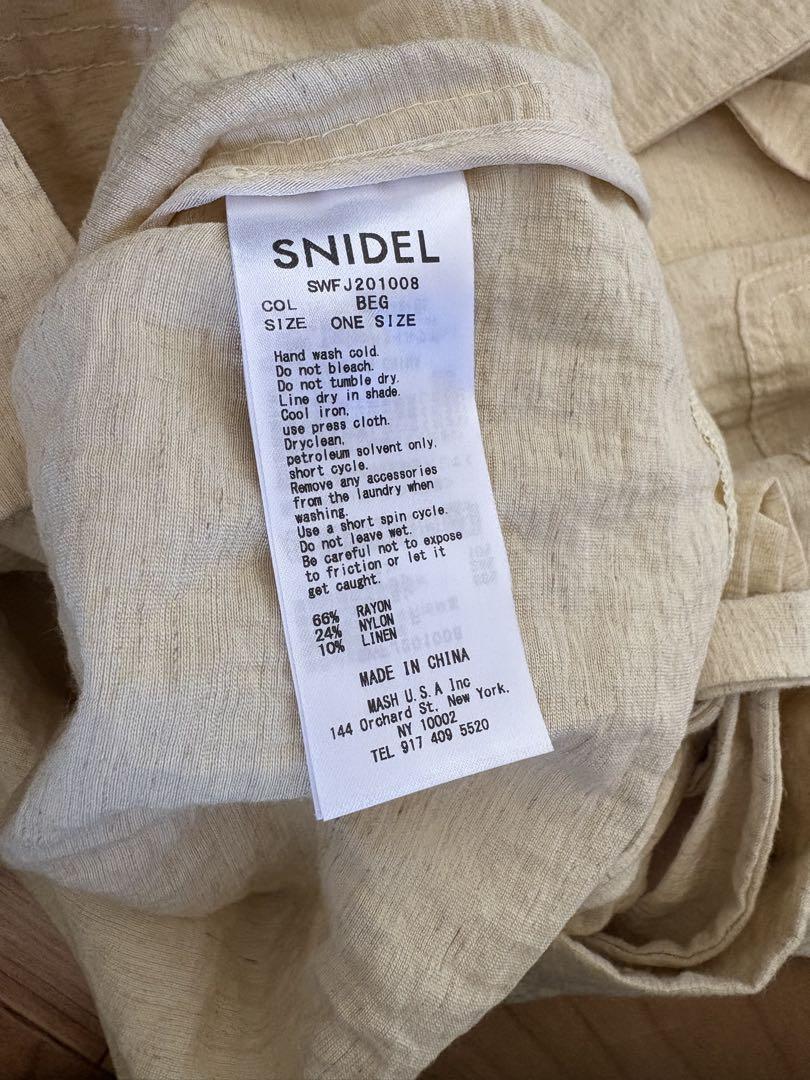 SNIDEL
SWFJ201008
COL BEG
SIZE ONE SIZE
Hand wash cold.
Do not bleach.
Do not tumble dry.
Line dry in shade.
Cool iron,
use press cloth.
Dryclean,
petroleum solvent only,
short cycle.
Remove any accessories
from the laundry when
washing.
Use a short spin cycle.
Do not leave wet.
Be careful not to expose
to friction or let it
get caught.
66% RAYON
24% NYLON
10% LINEN
MADE IN CHINA
MASH U.S.A Inc
144 Orchard St, New York.
NY 10002
TEL 917 409 5520